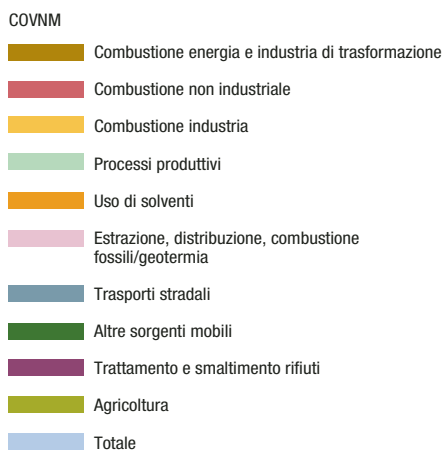 COVNM
Combustione energia e industria di trasformazione
Combustione non industriale
Combustione industria
Processi produttivi
Uso di solventi
Estrazione, distribuzione, combustione
fossili/geotermia
Trasporti stradali
Altre sorgenti mobili
Trattamento e smaltimento rifiuti
Agricoltura
Totale